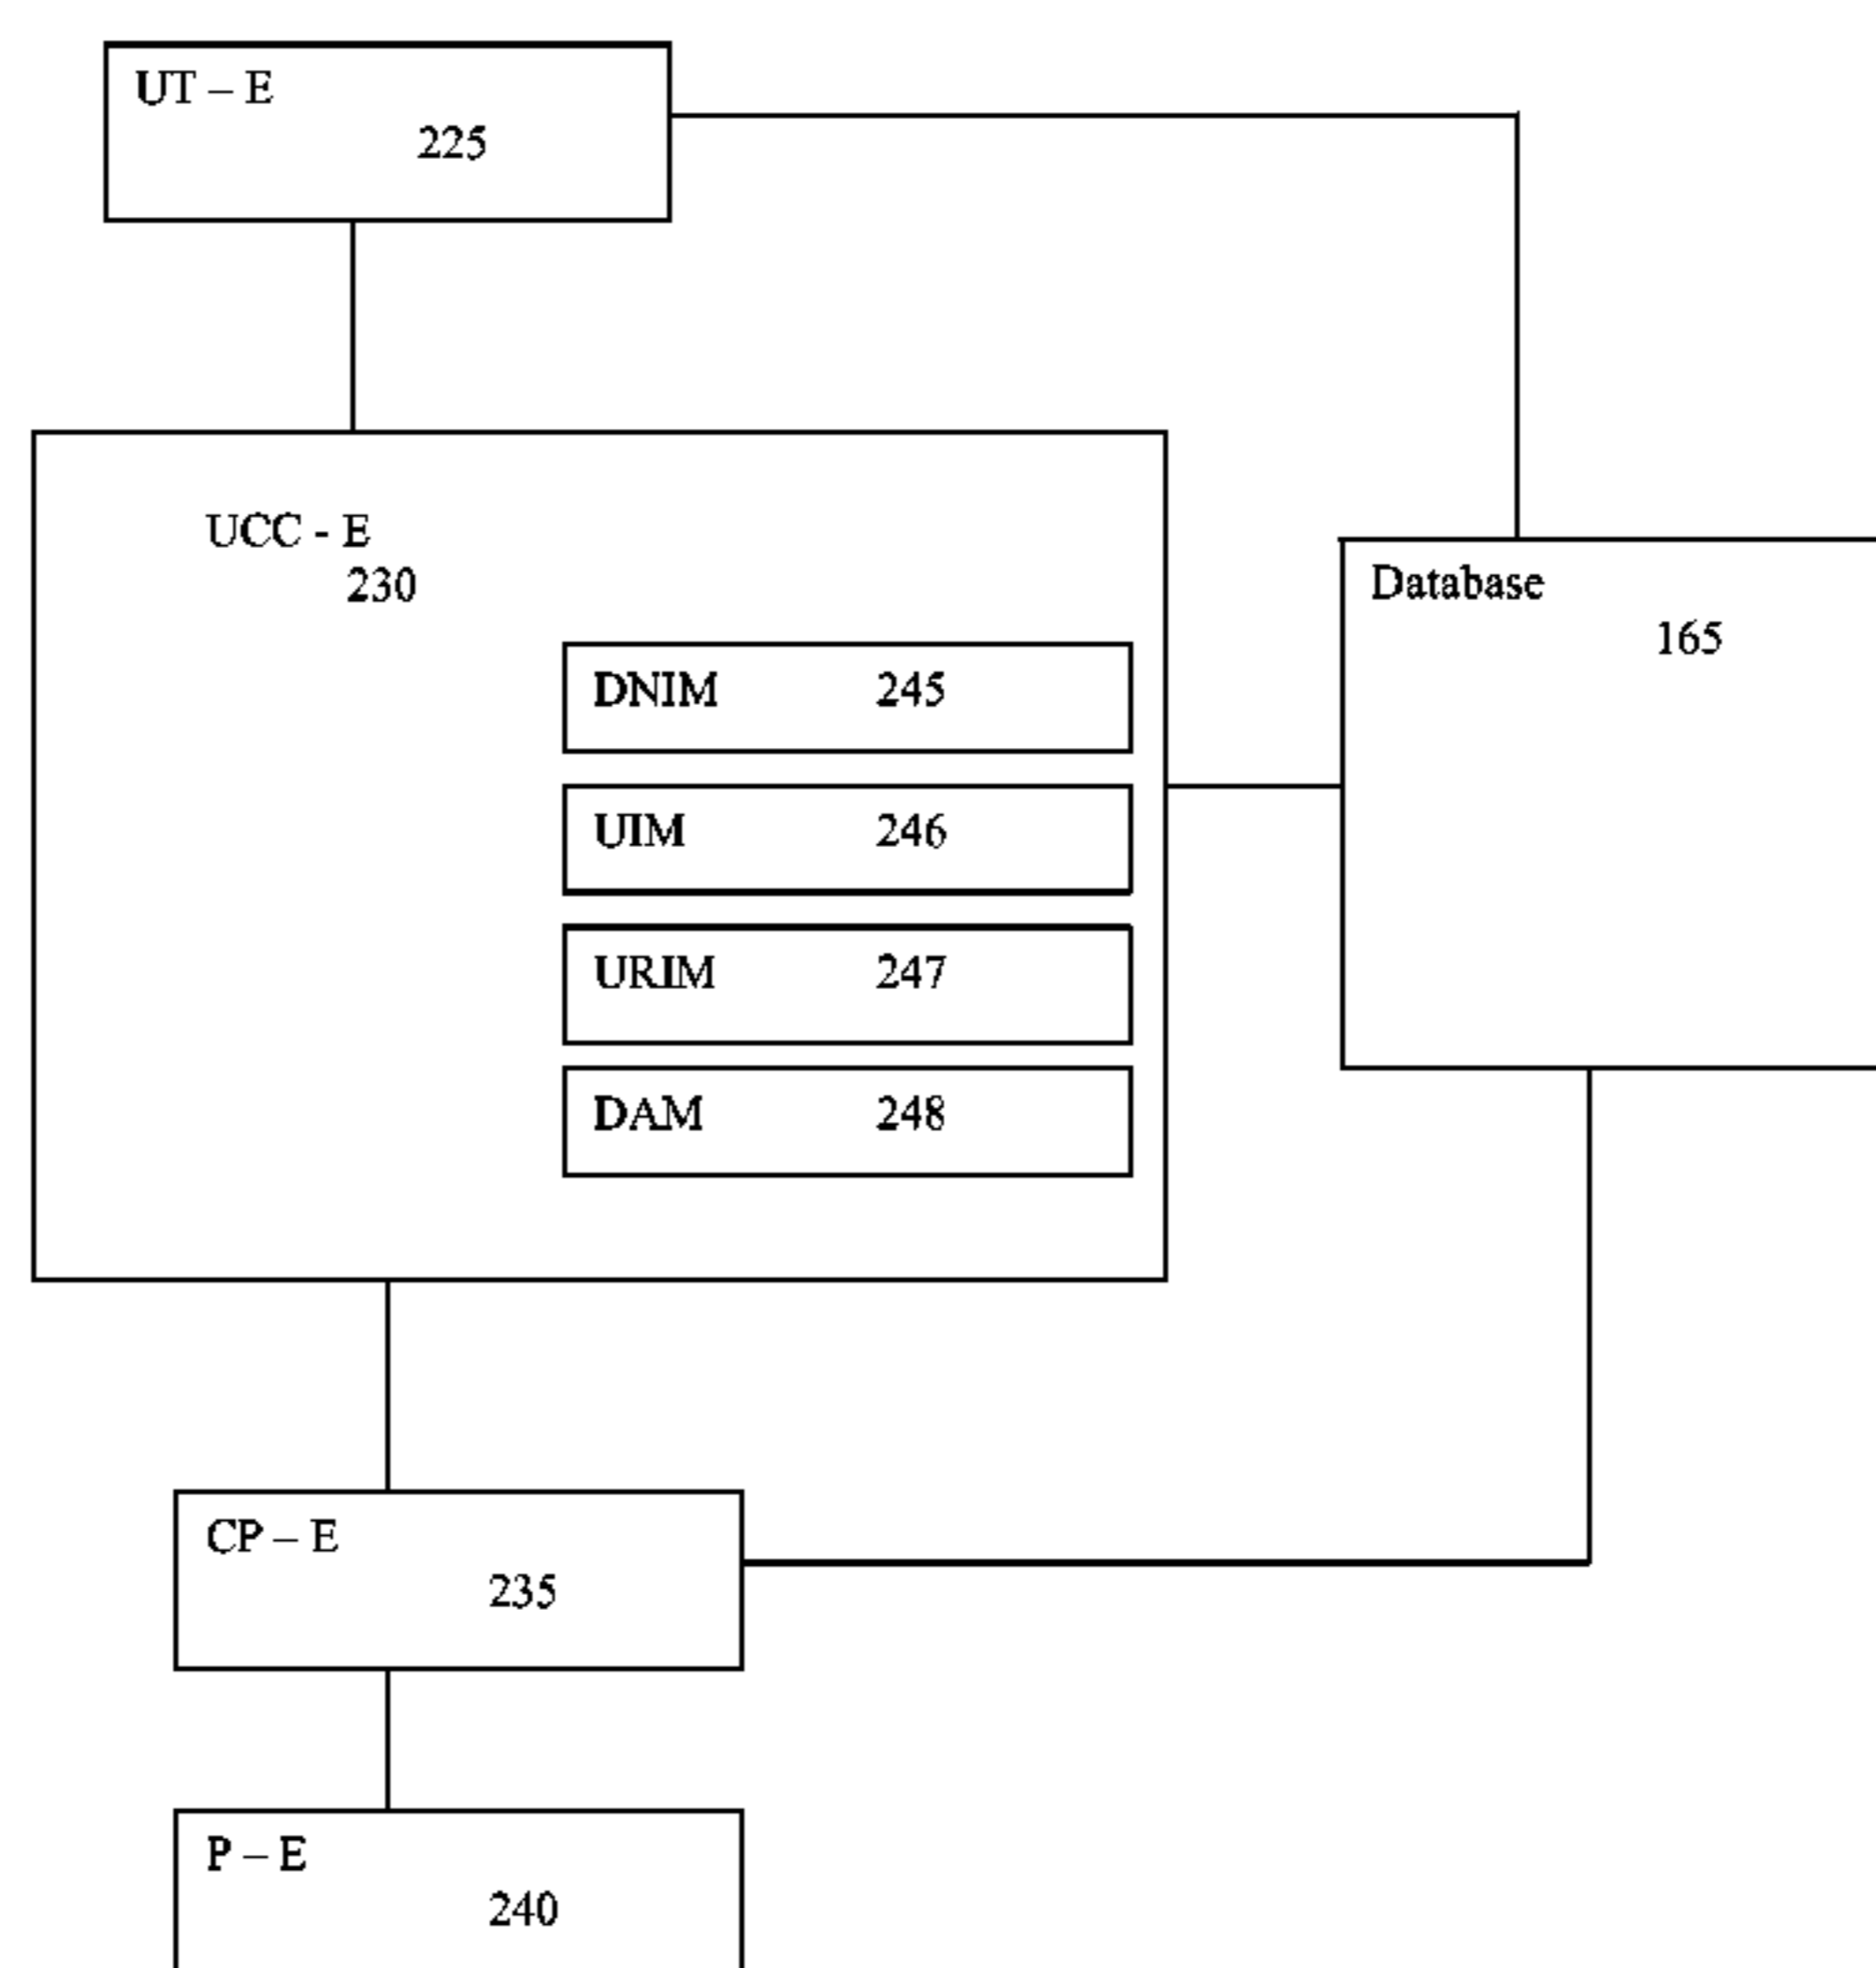 UT – E
225
UCC - E
230
Database
165
DNIM 245
UIM 246
URIM 247
DAM 248
CP – E
235
P – E
240